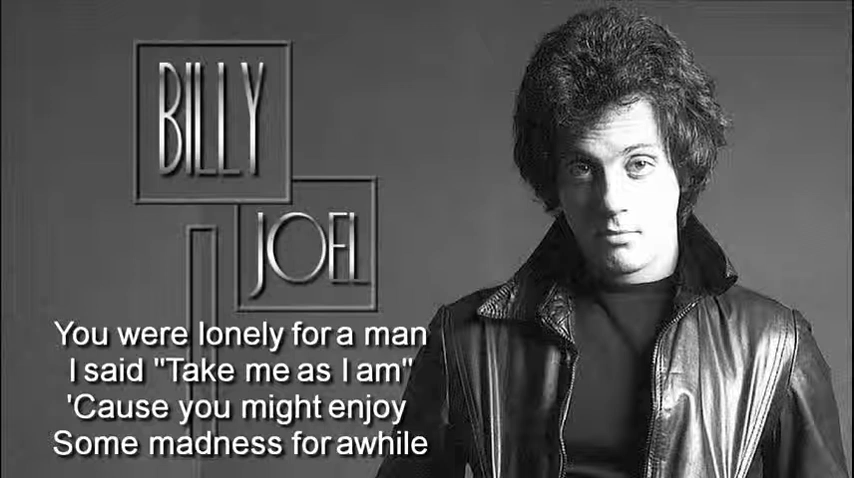 BILLY
JOEL
You were lonely for a man
I said "Take me as I am"
'Cause you might enjoy
Some madness for awhile